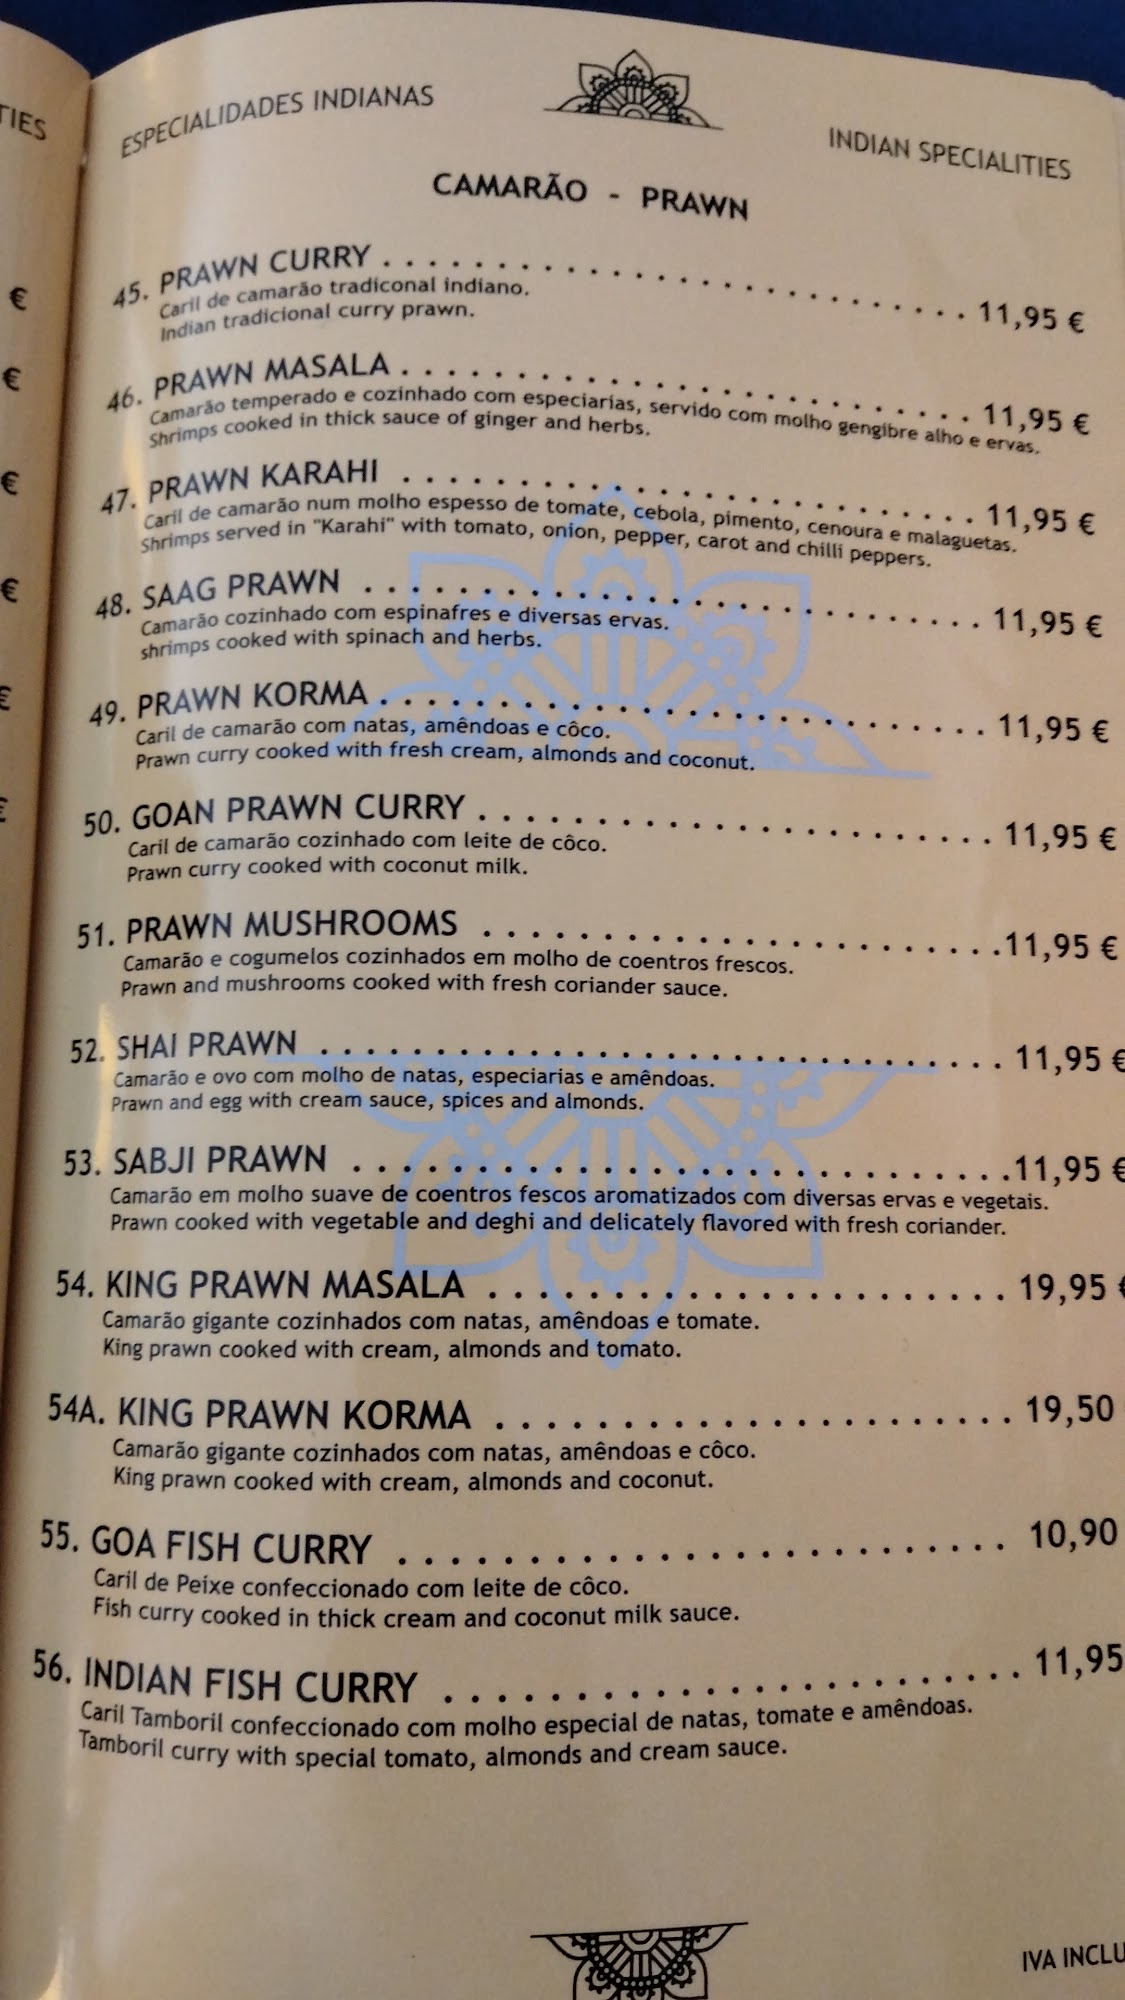 TIES
€
€
€
€
€
€
ESPECIALIDADES INDIANAS
INDIAN SPECIALITIES
CAMARÃO - PRAWN
45. PRAWN CURRY . . . . . . . . . . . . . . . . . . . . . . . . . . 11,95 €
Caril de camarão tradiconal indiano.
Indian tradicional curry prawn.
46. PRAWN MASALA . . . . . . . . . . . . . . . . . . . . . . . . . 11,95 €
Camarão temperado e cozinhado com especiarias, servido com molho gengibre alho e ervas.
Shrimps cooked in thick sauce of ginger and herbs.
47. PRAWN KARAHI . . . . . . . . . . . . . . . . . . . . . . . . . 11,95 €
Caril de camarão num molho espesso de tomate, cebola, pimento, cenoura e malaguetas.
Shrimps served in "Karahi" with tomato, onion, pepper, carot and chilli peppers.
48. SAAG PRAWN . . . . . . . . . . . . . . . . . . . . . . . . . . 11,95 €
Camarão cozinhado com espinafres e diversas ervas.
shrimps cooked with spinach and herbs.
49. PRAWN KORMA . . . . . . . . . . . . . . . . . . . . . . . . . . 11,95 €
Caril de camarão com natas, amêndoas e côco.
Prawn curry cooked with fresh cream, almonds and coconut.
50. GOAN PRAWN CURRY . . . . . . . . . . . . . . . . . . . . . . 11,95 €
Caril de camarão cozinhado com leite de côco.
Prawn curry cooked with coconut milk.
51. PRAWN MUSHROOMS . . . . . . . . . . . . . . . . . . . . . . .11,95 €
Camarão e cogumelos cozinhados em molho de coentros frescos.
Prawn and mushrooms cooked with fresh coriander sauce.
52. SHAI PRAWN . . . . . . . . . . . . . . . . . . . . . . . . . . . . . 11,95 €
Camarão e ovo com molho de natas, especiarias e amêndoas.
Prawn and egg with cream sauce, spices and almonds.
53. SABJI PRAWN . . . . . . . . . . . . . . . . . . . . . . . . . . . .11,95 €
Camarão em molho suave de coentros fescos aromatizados com diversas ervas e vegetais.
Prawn cooked with vegetable and deghi and delicately flavored with fresh coriander.
54. KING PRAWN MASALA . . . . . . . . . . . . . . . . . . . . . . 19,95 €
Camarão gigante cozinhados com natas, amêndoas e tomate.
King prawn cooked with cream, almonds and tomato.
54A. KING PRAWN KORMA . . . . . . . . . . . . . . . . . . . . . . 19,50
Camarão gigante cozinhados com natas, amêndoas e côco.
King prawn cooked with cream, almonds and coconut.
55. GOA FISH CURRY . . . . . . . . . . . . . . . . . . . . . . . . . 10,90
Caril de Peixe confeccionado com leite de côco.
Fish curry cooked in thick cream and coconut milk sauce.
56. INDIAN FISH CURRY . . . . . . . . . . . . . . . . . . . . . . . . 11,95
Caril Tamboril confeccionado com molho especial de natas, tomate e amêndoas.
Tamboril curry with special tomato, almonds and cream sauce.
IVA INCLU